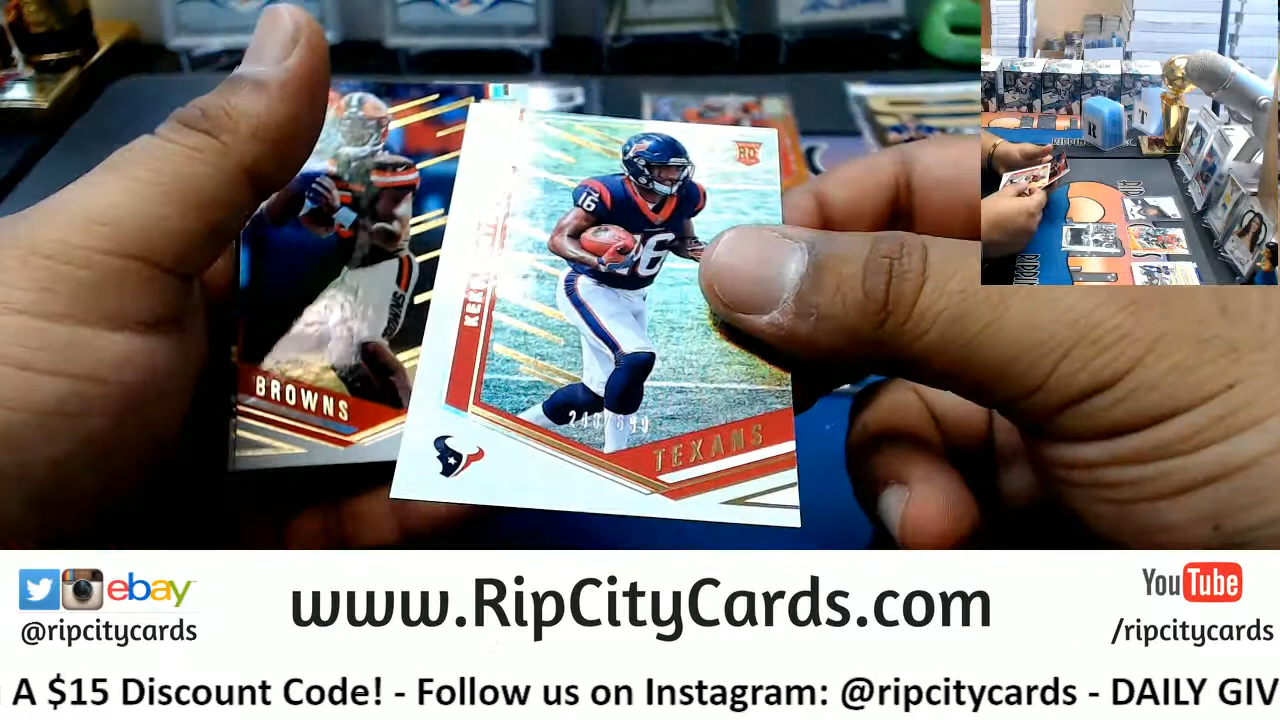 BROWNS
16
16
TEXANS
ebay
@ripcitycards
www.RipCityCards.com
YouTube
/ripcitycards
A $15 Discount Code! - Follow us on Instagram: @ripcitycards - DAILY GIV